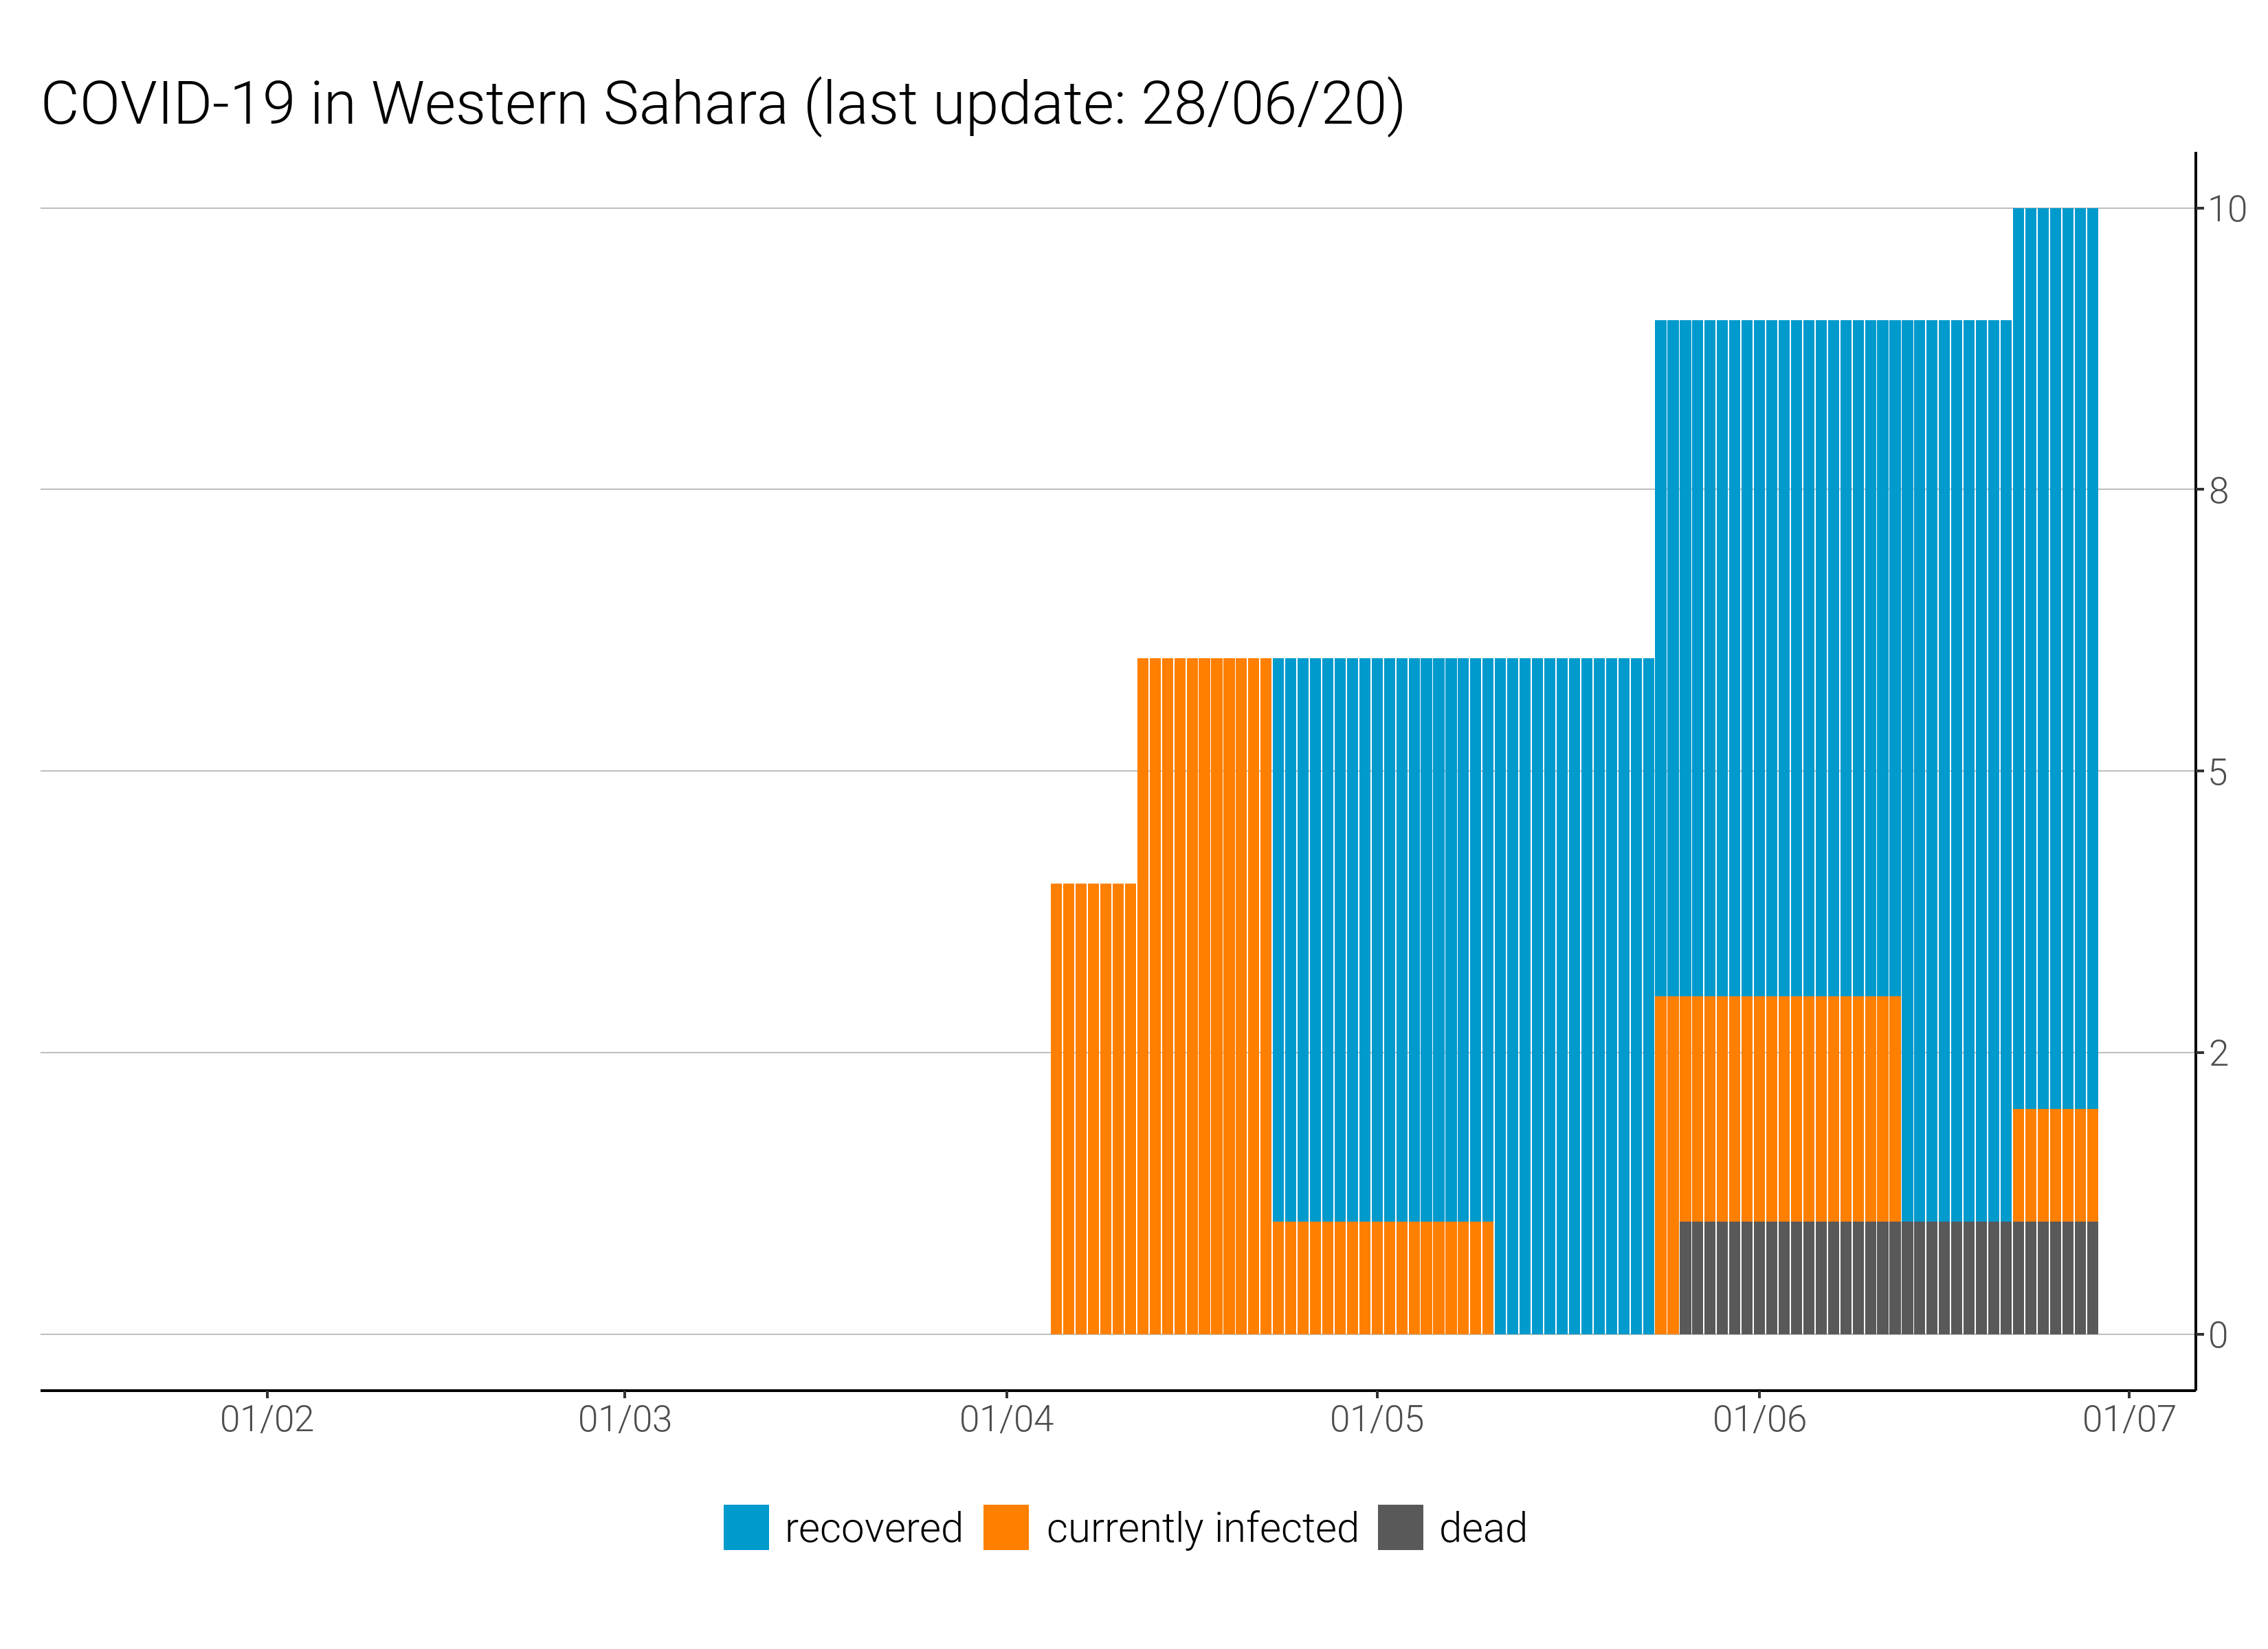 COVID-19 in Western Sahara (last update: 28/06/20)
10
8
5
2
0
01/02 01/03 01/04 01/05 01/06 01/07
recovered currently infected dead